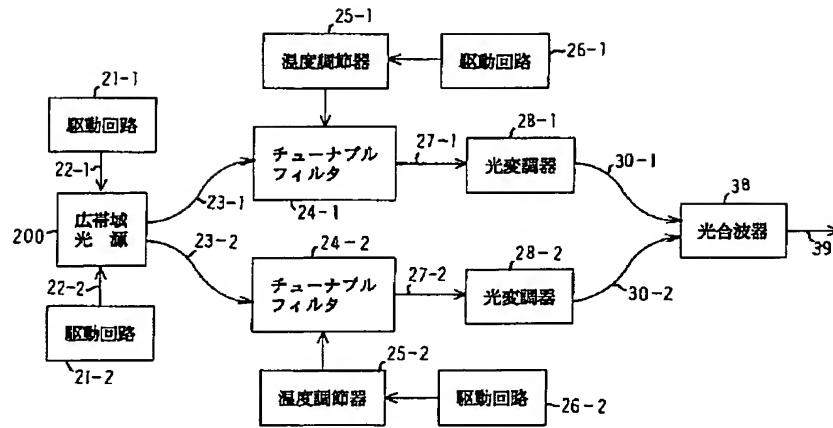 25-1
温度調節器
駆動回路
26-1
21-1
駆動回路
22-1
チューナブル
フィルタ
24-1
27-1
28-1
光変調器
30-1
38
光合波器
39
23-1
200
広帯域
光 源
23-2
22-2
24-2
チューナブル
フィルタ
27-2
28-2
光変調器
30-2
駆動回路
21-2
25-2
温度調節器
駆動回路
26-2